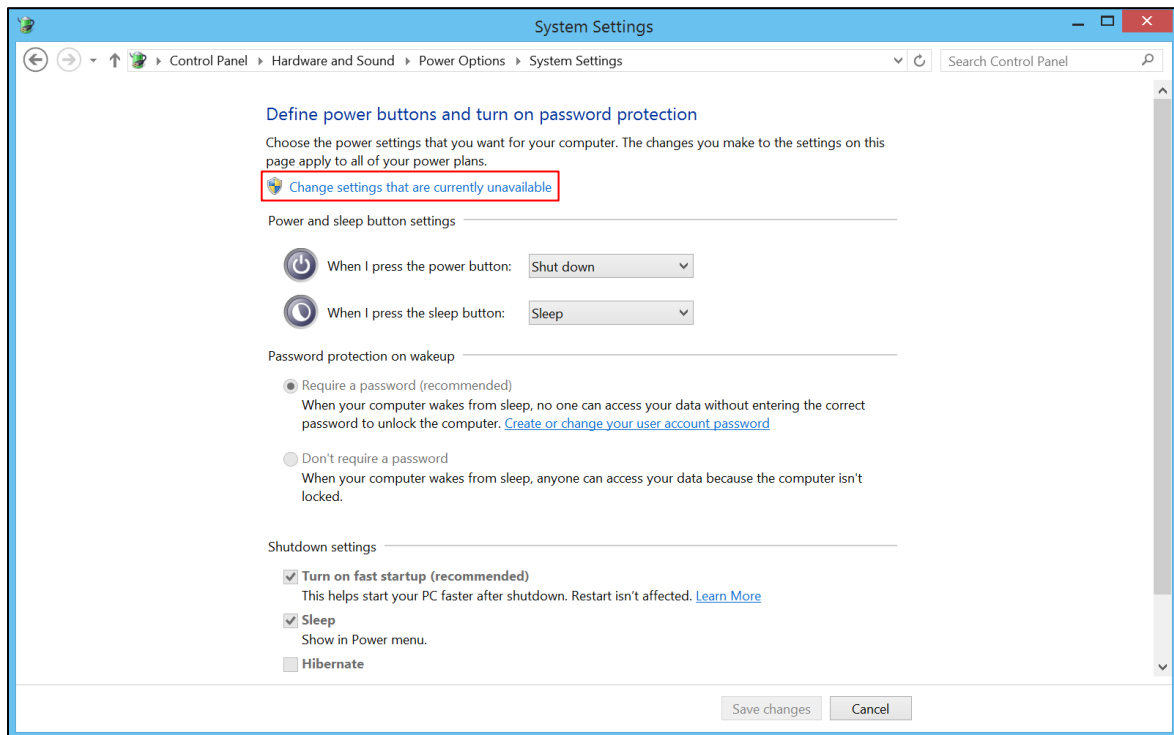 System Settings
Control Panel Hardware and Sound Power Options System Settings
Search Control Panel
Define power buttons and turn on password protection
Choose the power settings that you want for your computer. The changes you make to the settings on this
page apply to all of your power plans.
Change settings that are currently unavailable
Power and sleep button settings
When I press the power button: Shut down
When I press the sleep button: Sleep
Password protection on wakeup
Require a password (recommended)
When your computer wakes from sleep, no one can access your data without entering the correct
password to unlock the computer. Create or change your user account password
Don't require a password
When your computer wakes from sleep, anyone can access your data because the computer isn't
locked.
Shutdown settings
Turn on fast startup (recommended)
This helps start your PC faster after shutdown. Restart isn’t affected. Learn More
Sleep
Show in Power menu.
Hibernate
Save changes Cancel